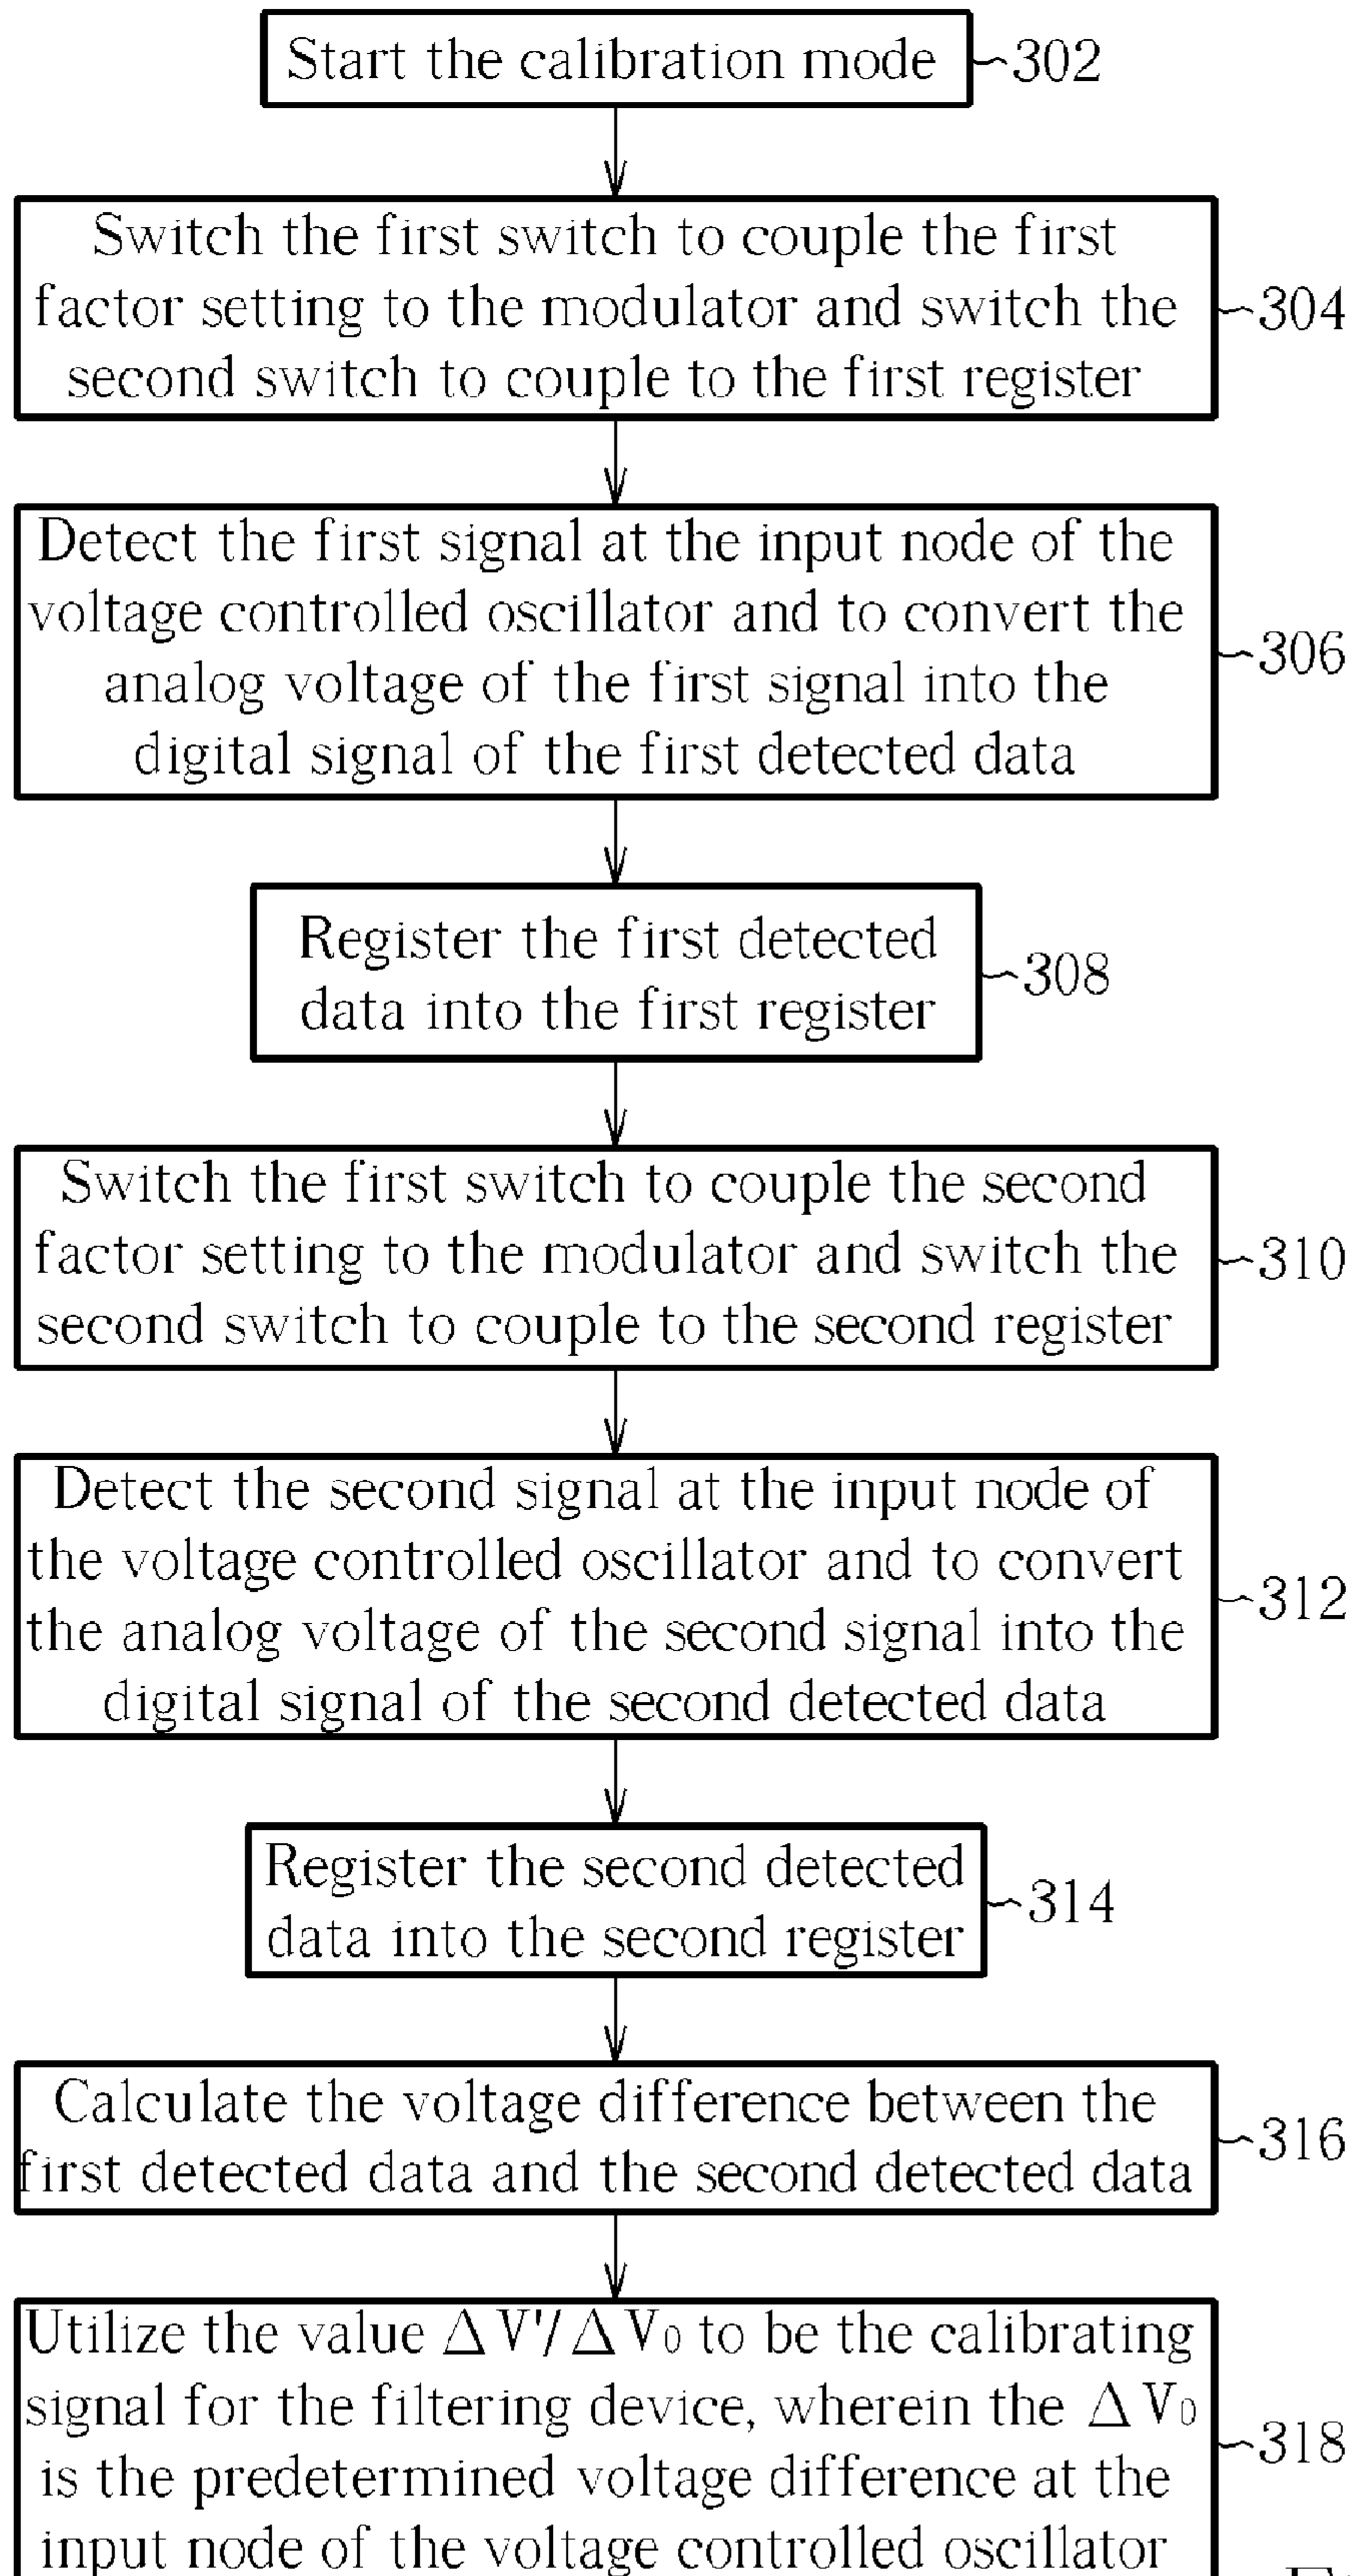 Start the calibration mode
302
Switch the first switch to couple the first
factor setting to the modulator and switch the
second switch to couple to the first register
304
Detect the first signal at the input node of the
voltage controlled oscillator and to convert the
analog voltage of the first signal into the
digital signal of the first detected data
306
Register the first detected
data into the first register
308
Switch the first switch to couple the second
factor setting to the modulator and switch the
second switch to couple to the second register
310
Detect the second signal at the input node of
the voltage controlled oscillator and to convert
the analog voltage of the second signal into the
digital signal of the second detected data
312
Register the second detected
data into the second register
314
Calculate the voltage difference between the
first detected data and the second detected data
316
Utilize the value ΔV'/ΔV₀ to be the calibrating
signal for the filtering device, wherein the ΔV₀
is the predetermined voltage difference at the
input node of the voltage controlled oscillator
318